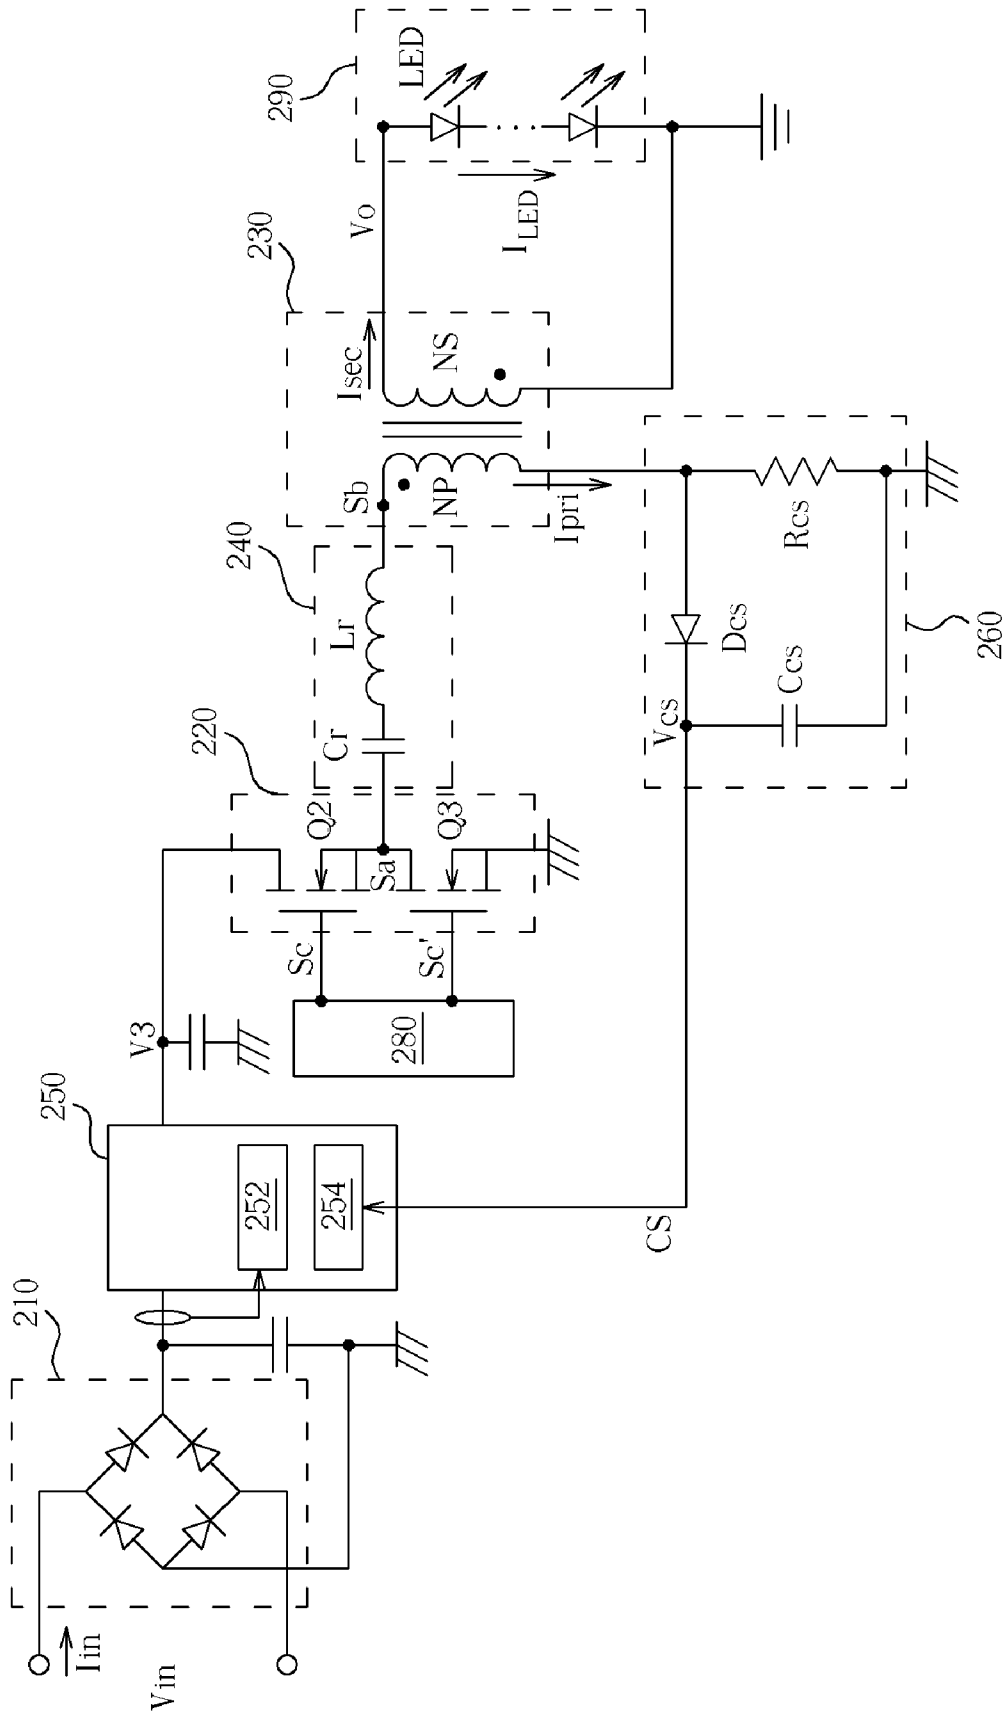 210
Iin
Vin
250
252
254
CS
V3
280
Sc
Sc'
220
Q2
Q3
Sa
240
Cr
Lr
230
Sb
NP
NS
Isec
Ipri
Vo
290
LED
ILED
260
Vcs
Dcs
Ccs
Rcs